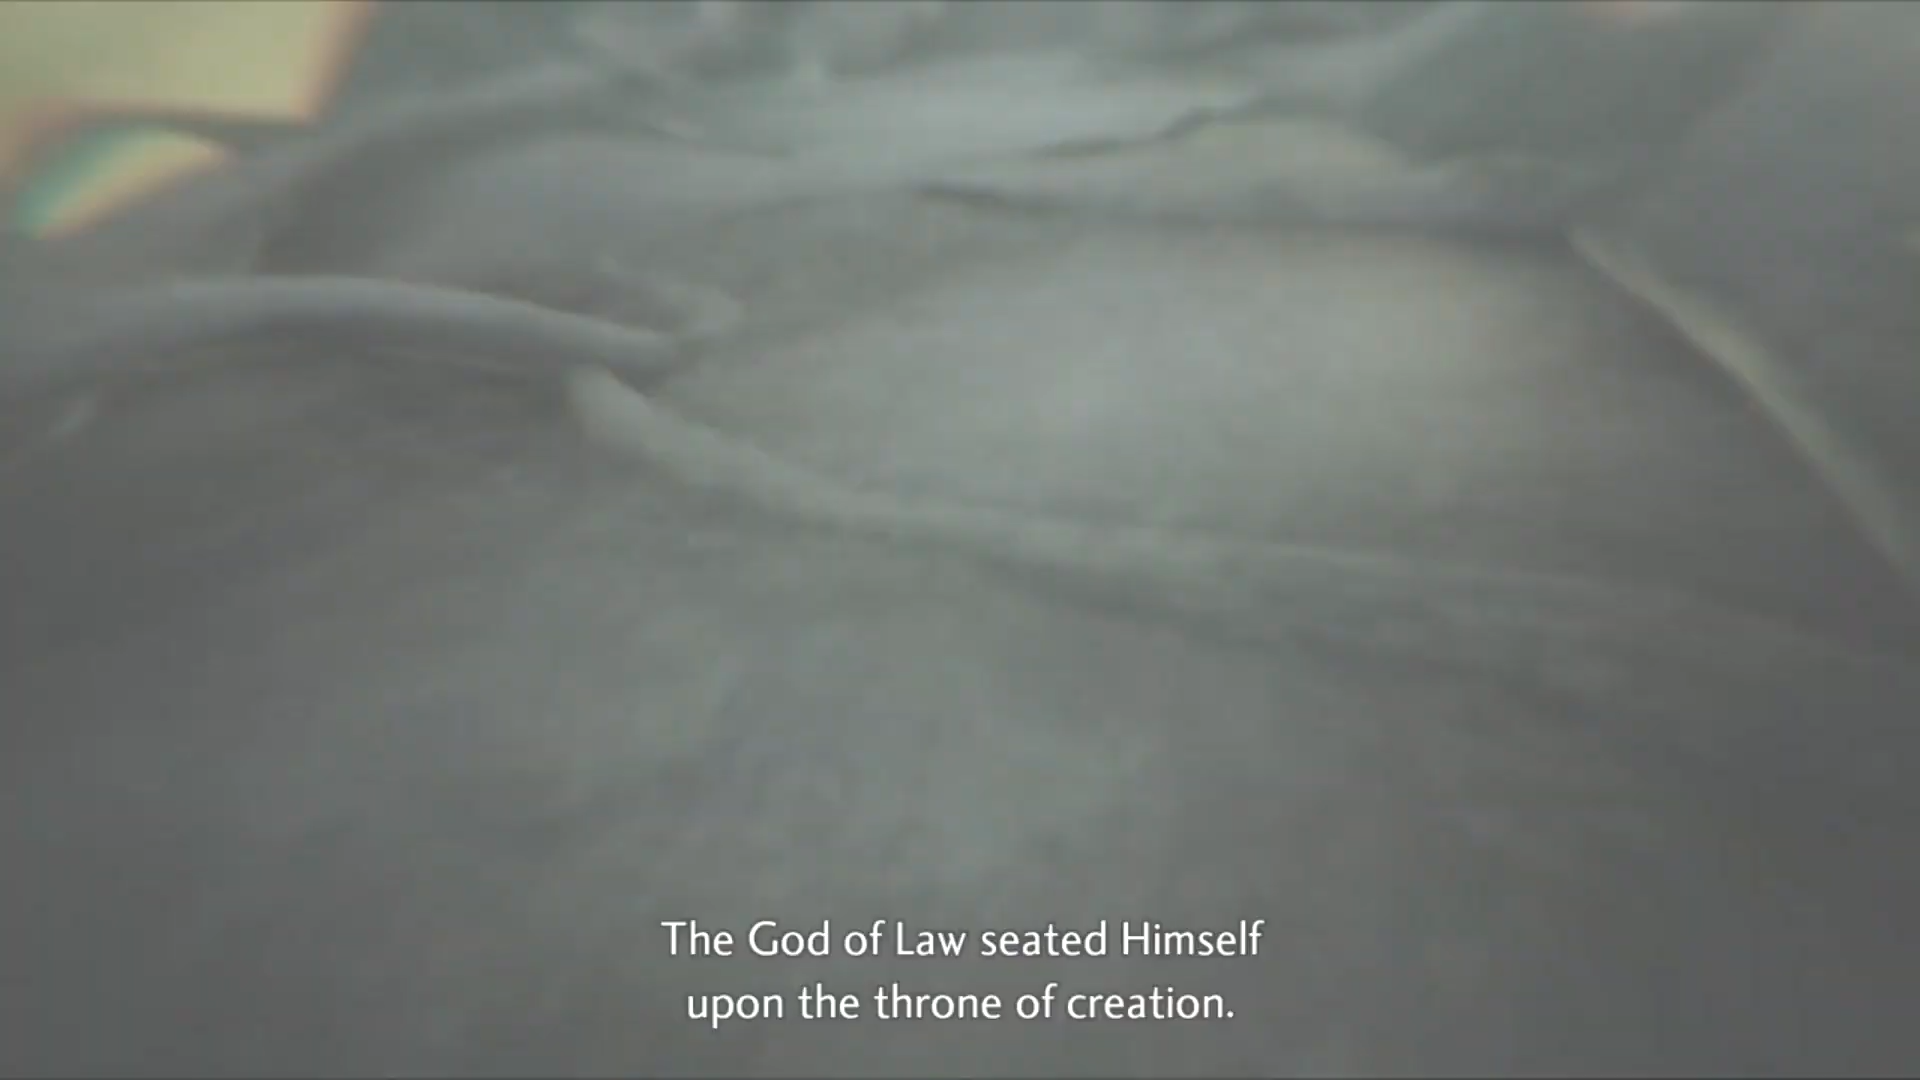 The God of Law seated Himself
upon the throne of creation.